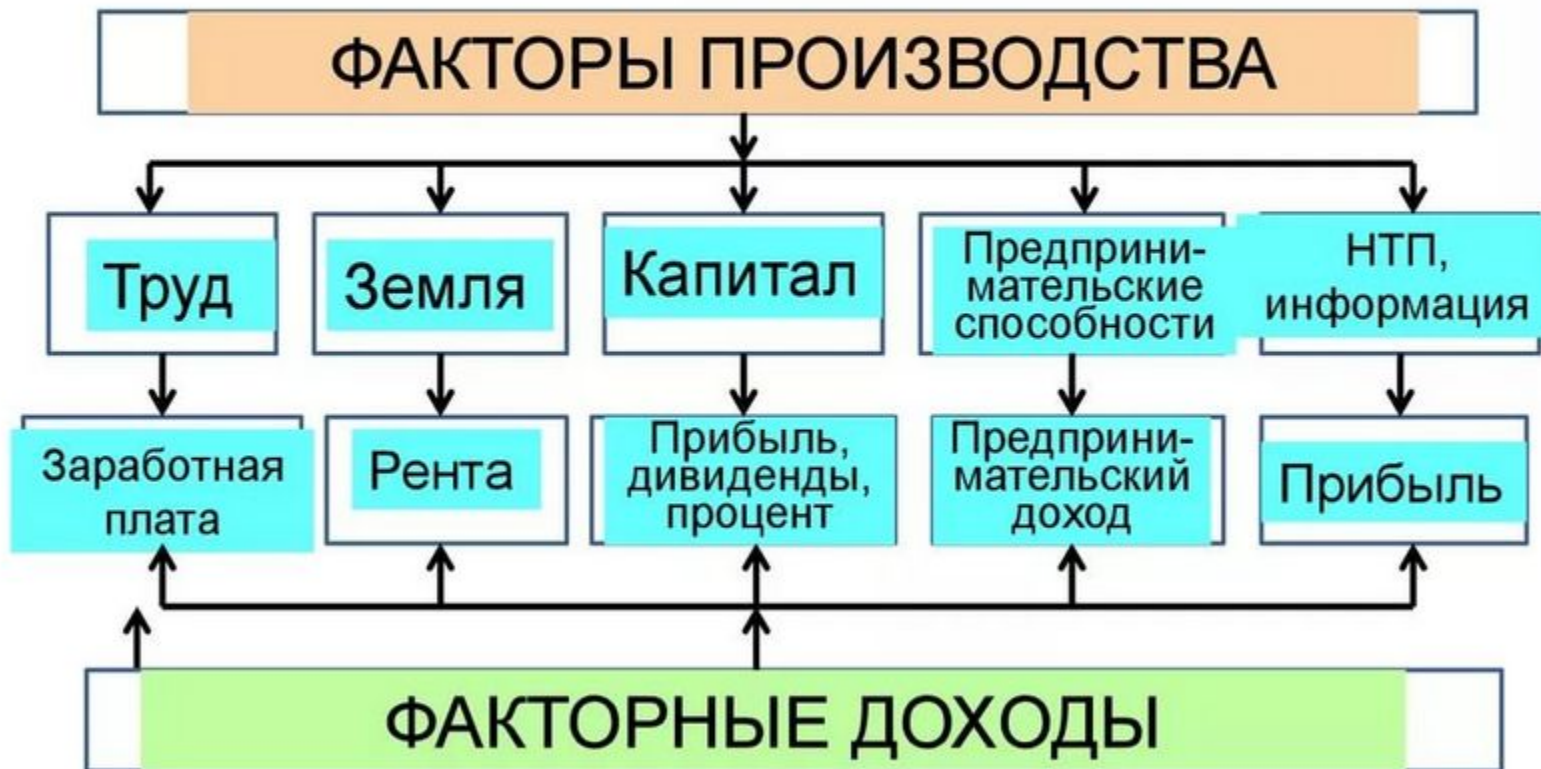 ФАКТОРЫ ПРОИЗВОДСТВА
Труд
Земля
Капитал
Предприни-
мательские
способности
НТП,
информация
Заработная
плата
Рента
Прибыль,
дивиденды,
процент
Предприни-
мательский
доход
Прибыль
ФАКТОРНЫЕ ДОХОДЫ